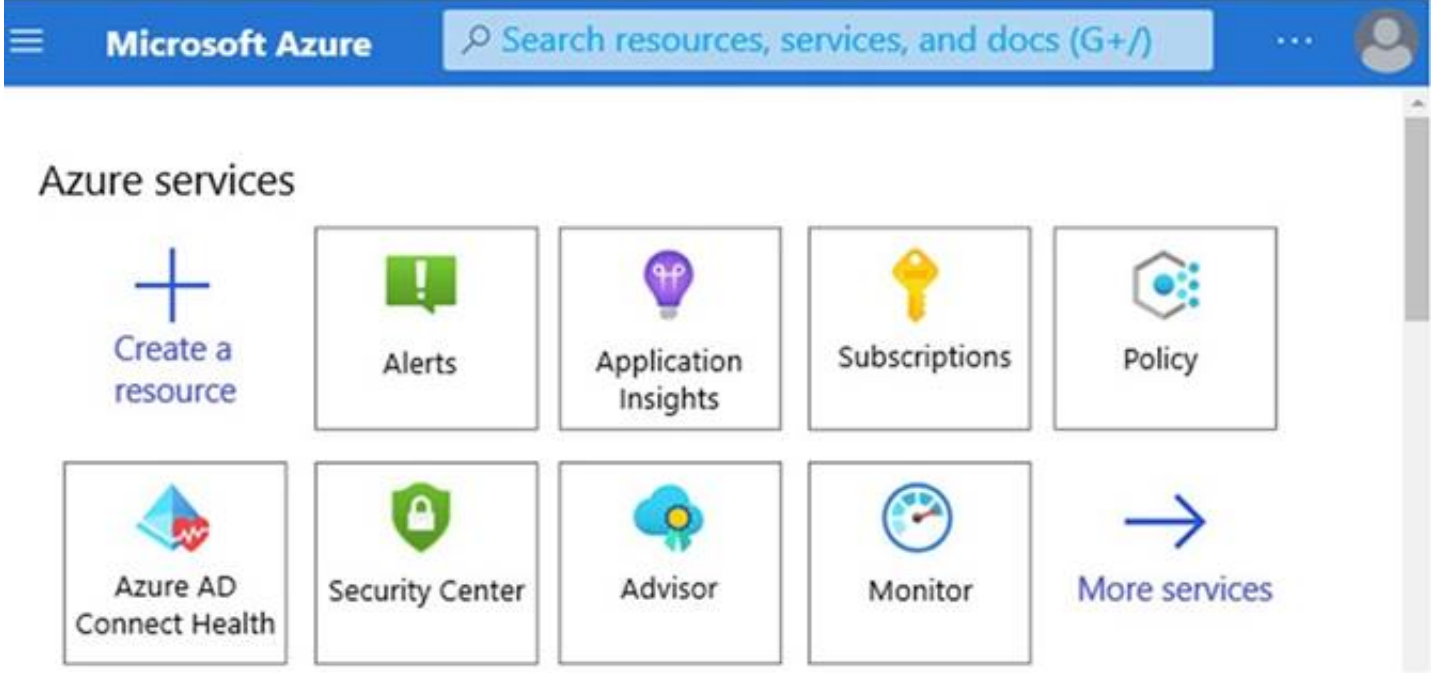 Microsoft Azure
Search resources, services, and docs (G+/)
...
Azure services
Create a
resource
Alerts
Application
Insights
Subscriptions
Policy
Azure AD
Connect Health
Security Center
Advisor
Monitor
More services